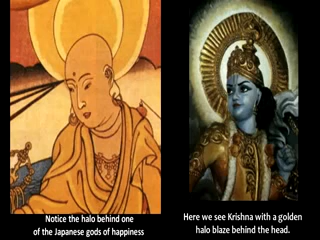 Notice the halo behind one
of the Japanese gods of happiness
Here we see Krishna with a golden
halo blaze behind the head.